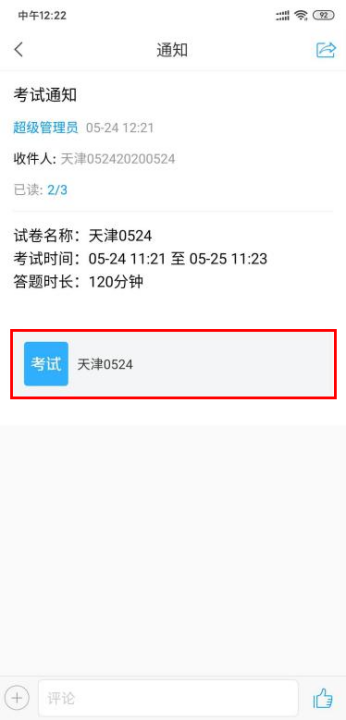 中午12:22
92
通知
考试通知
超级管理员 05-24 12:21
收件人: 天津052420200524
已读: 2/3
试卷名称：天津0524
考试时间：05-24 11:21 至 05-25 11:23
答题时长：120分钟
考试 天津0524
评论